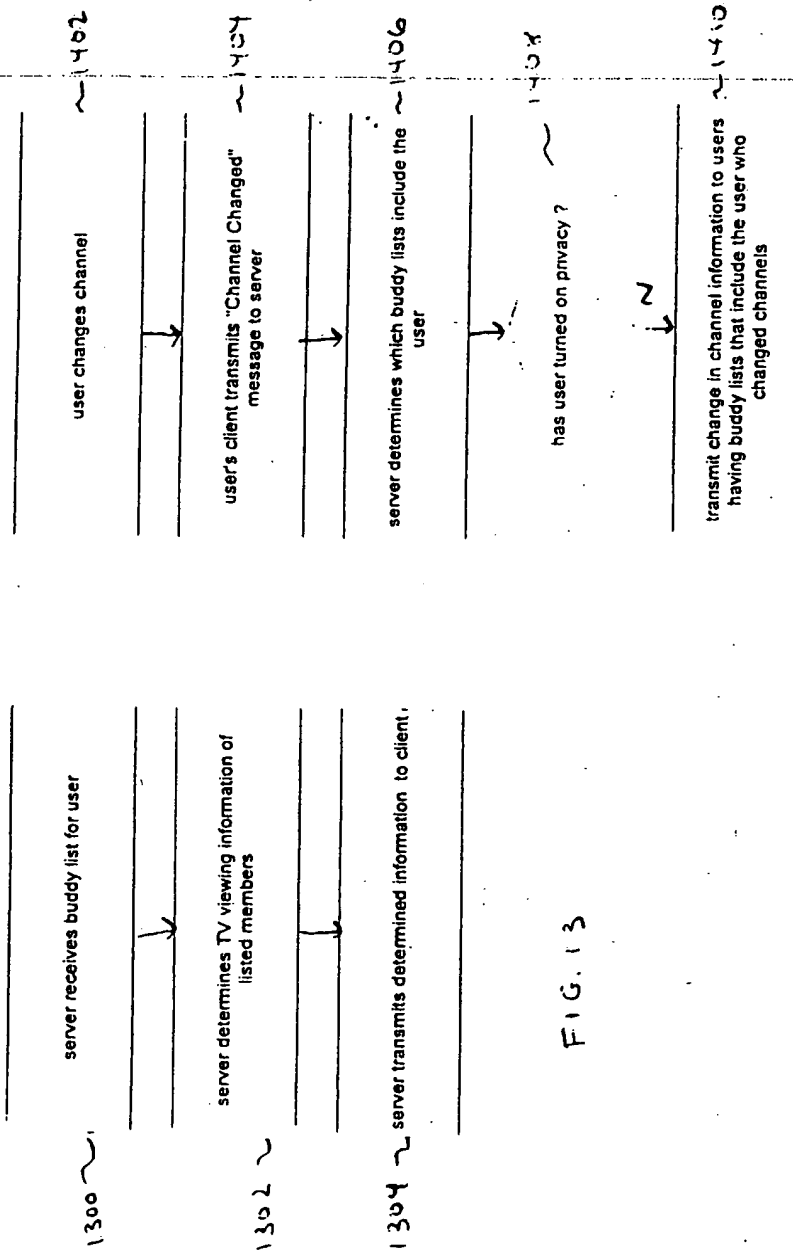 1300
server receives buddy list for user
1302
server determines TV viewing information of
listed members
1304
server transmits determined information to client
FIG. 13
user changes channel
1402
user's client transmits "Channel Changed"
message to server
1404
server determines which buddy lists include the
user
1406
has user turned on privacy ?
1408
N
transmit change in channel information to users
having buddy lists that include the user who
changed channels
1410